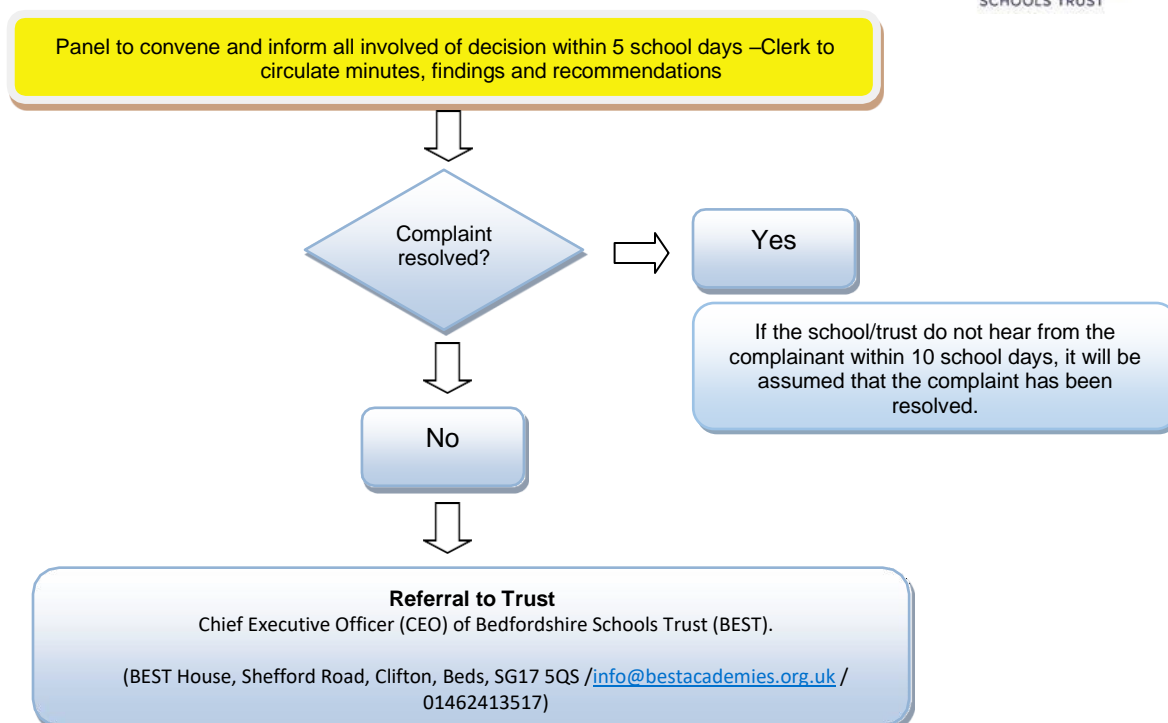 SCHOOLS TRUST
Panel to convene and inform all involved of decision within 5 school days –Clerk to
circulate minutes, findings and recommendations
Complaint
resolved?
Yes
If the school/trust do not hear from the
complainant within 10 school days, it will be
assumed that the complaint has been
resolved.
No
Referral to Trust
Chief Executive Officer (CEO) of Bedfordshire Schools Trust (BEST).
(BEST House, Shefford Road, Clifton, Beds, SG17 5QS /info@bestacademies.org.uk /
01462413517)